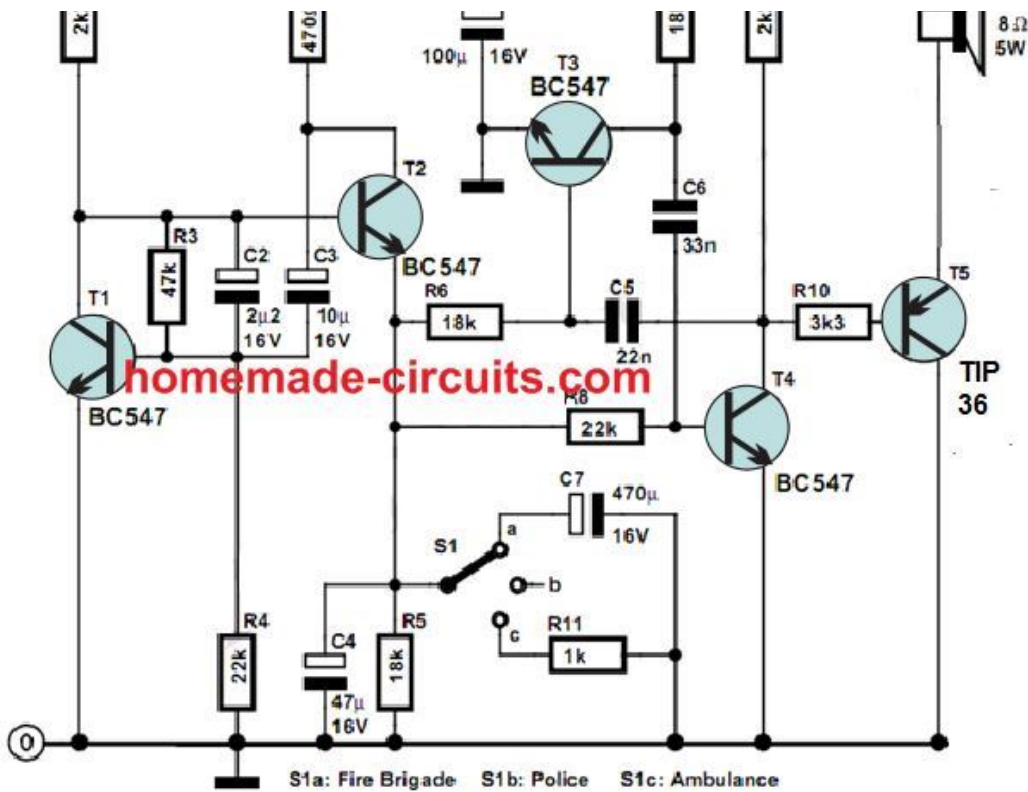 2k
470Ω
100µ 16V
18
2k
8Ω
5W
T3
BC547
T2
BC547
C6
33n
R3
47k
C2
2µ2
16V
C3
10µ
16V
T1
BC547
R6
18k
C5
22n
R10
3k3
T5
TIP
36
homemade-circuits.com
R8
22k
T4
BC547
C7
470µ
16V
S1
a
b
c
R4
22k
C4
47µ
16V
R5
18k
R11
1k
0
S1a: Fire Brigade S1b: Police S1c: Ambulance